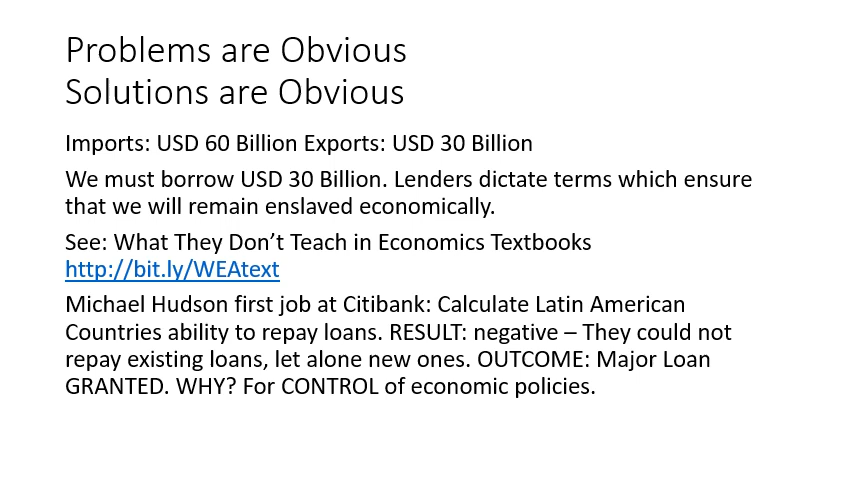 Problems are Obvious
Solutions are Obvious
Imports: USD 60 Billion Exports: USD 30 Billion
We must borrow USD 30 Billion. Lenders dictate terms which ensure
that we will remain enslaved economically.
See: What They Don’t Teach in Economics Textbooks
http://bit.ly/WEAtext
Michael Hudson first job at Citibank: Calculate Latin American
Countries ability to repay loans. RESULT: negative – They could not
repay existing loans, let alone new ones. OUTCOME: Major Loan
GRANTED. WHY? For CONTROL of economic policies.